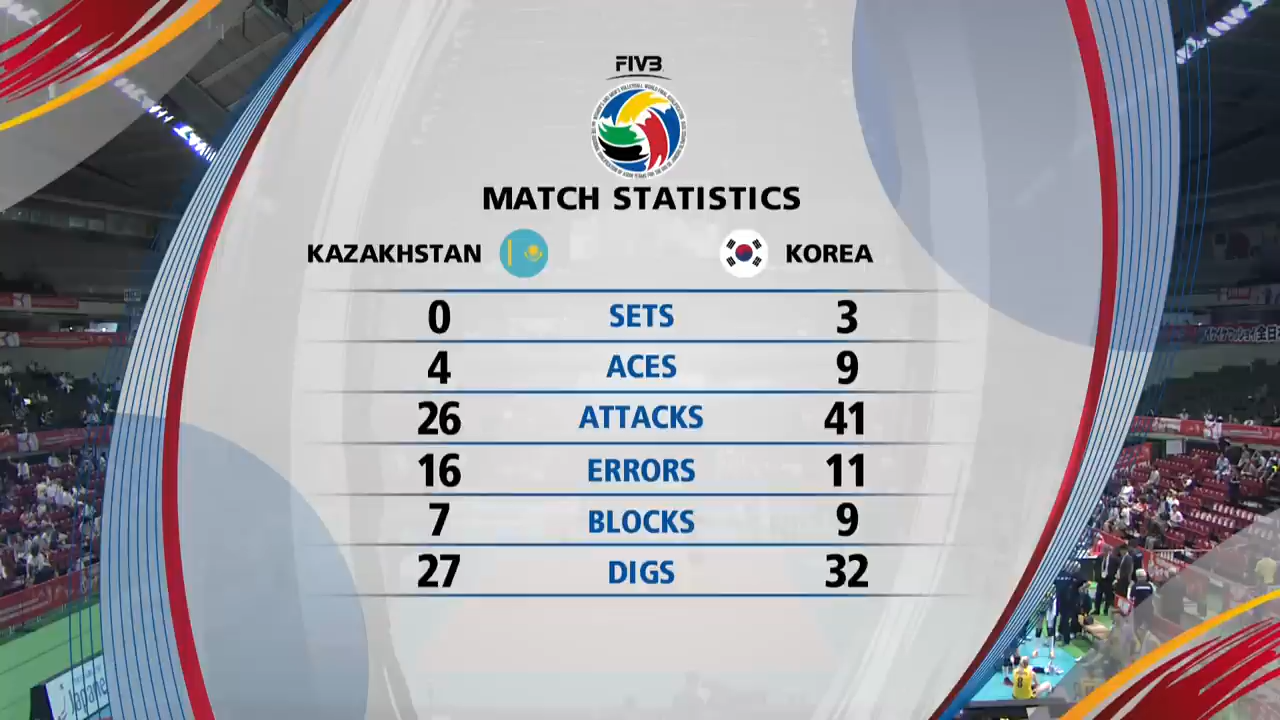 FIVB
MATCH STATISTICS
KAZAKHSTAN KOREA
0 SETS 3
4 ACES 9
26 ATTACKS 41
16 ERRORS 11
7 BLOCKS 9
27 DIGS 32
8